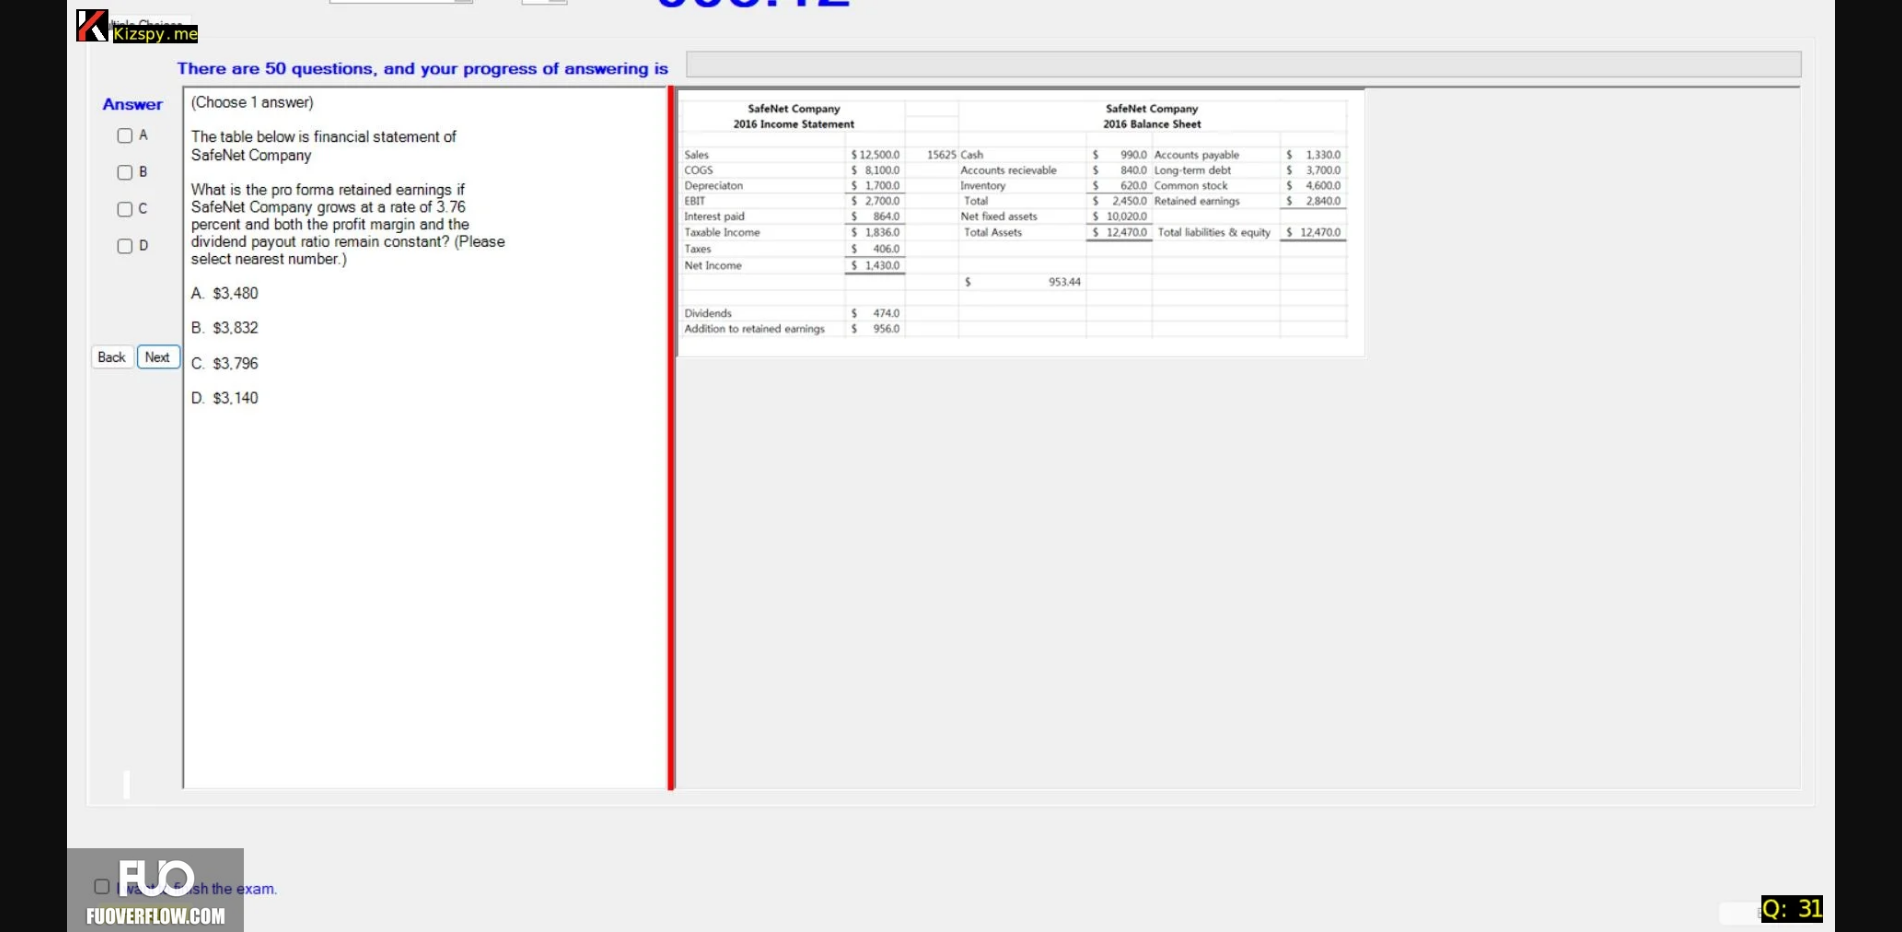 Kizspy.me
There are 50 questions, and your progress of answering is
Answer
A
B
C
D
Back
Next
(Choose 1 answer)
The table below is financial statement of
SafeNet Company
What is the pro forma retained earnings if
SafeNet Company grows at a rate of 3.76
percent and both the profit margin and the
dividend payout ratio remain constant? (Please
select nearest number.)
A. $3,480
B. $3,832
C. $3,796
D. $3,140
SafeNet Company SafeNet Company
2016 Income Statement 2016 Balance Sheet
Sales $ 12,500.0 15625 Cash $ 990.0 Accounts payable $ 1,330.0
COGS $ 8,100.0 Accounts recievable $ 840.0 Long-term debt $ 3,700.0
Depreciaton $ 1,700.0 Inventory $ 620.0 Common stock $ 4,600.0
EBIT $ 2,700.0 Total $ 2,450.0 Retained earnings $ 2,840.0
Interest paid $ 864.0 Net fixed assets $ 10,020.0
Taxable Income $ 1,836.0 Total Assets $ 12,470.0 Total liabilities & equity $ 12,470.0
Taxes $ 406.0
Net Income $ 1,430.0
$ 953.44
Dividends $ 474.0
Addition to retained earnings $ 956.0
the exam.
FUO
FUOVERFLOW.COM
Q: 31